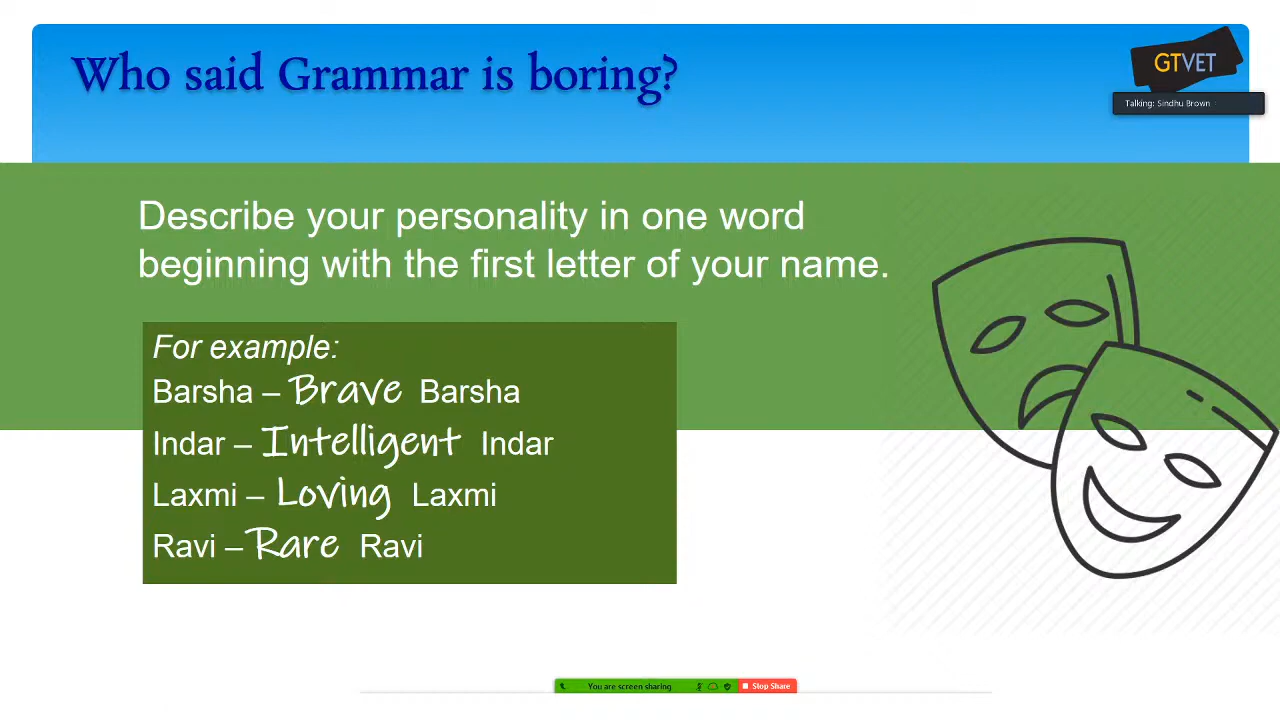 Who said Grammar is boring?
GTVET
Talking: Sindhu Brown
Describe your personality in one word
beginning with the first letter of your name.
For example:
Barsha – Brave Barsha
Indar – Intelligent Indar
Laxmi – Loving Laxmi
Ravi – Rare Ravi
You are screen sharing
Stop Share